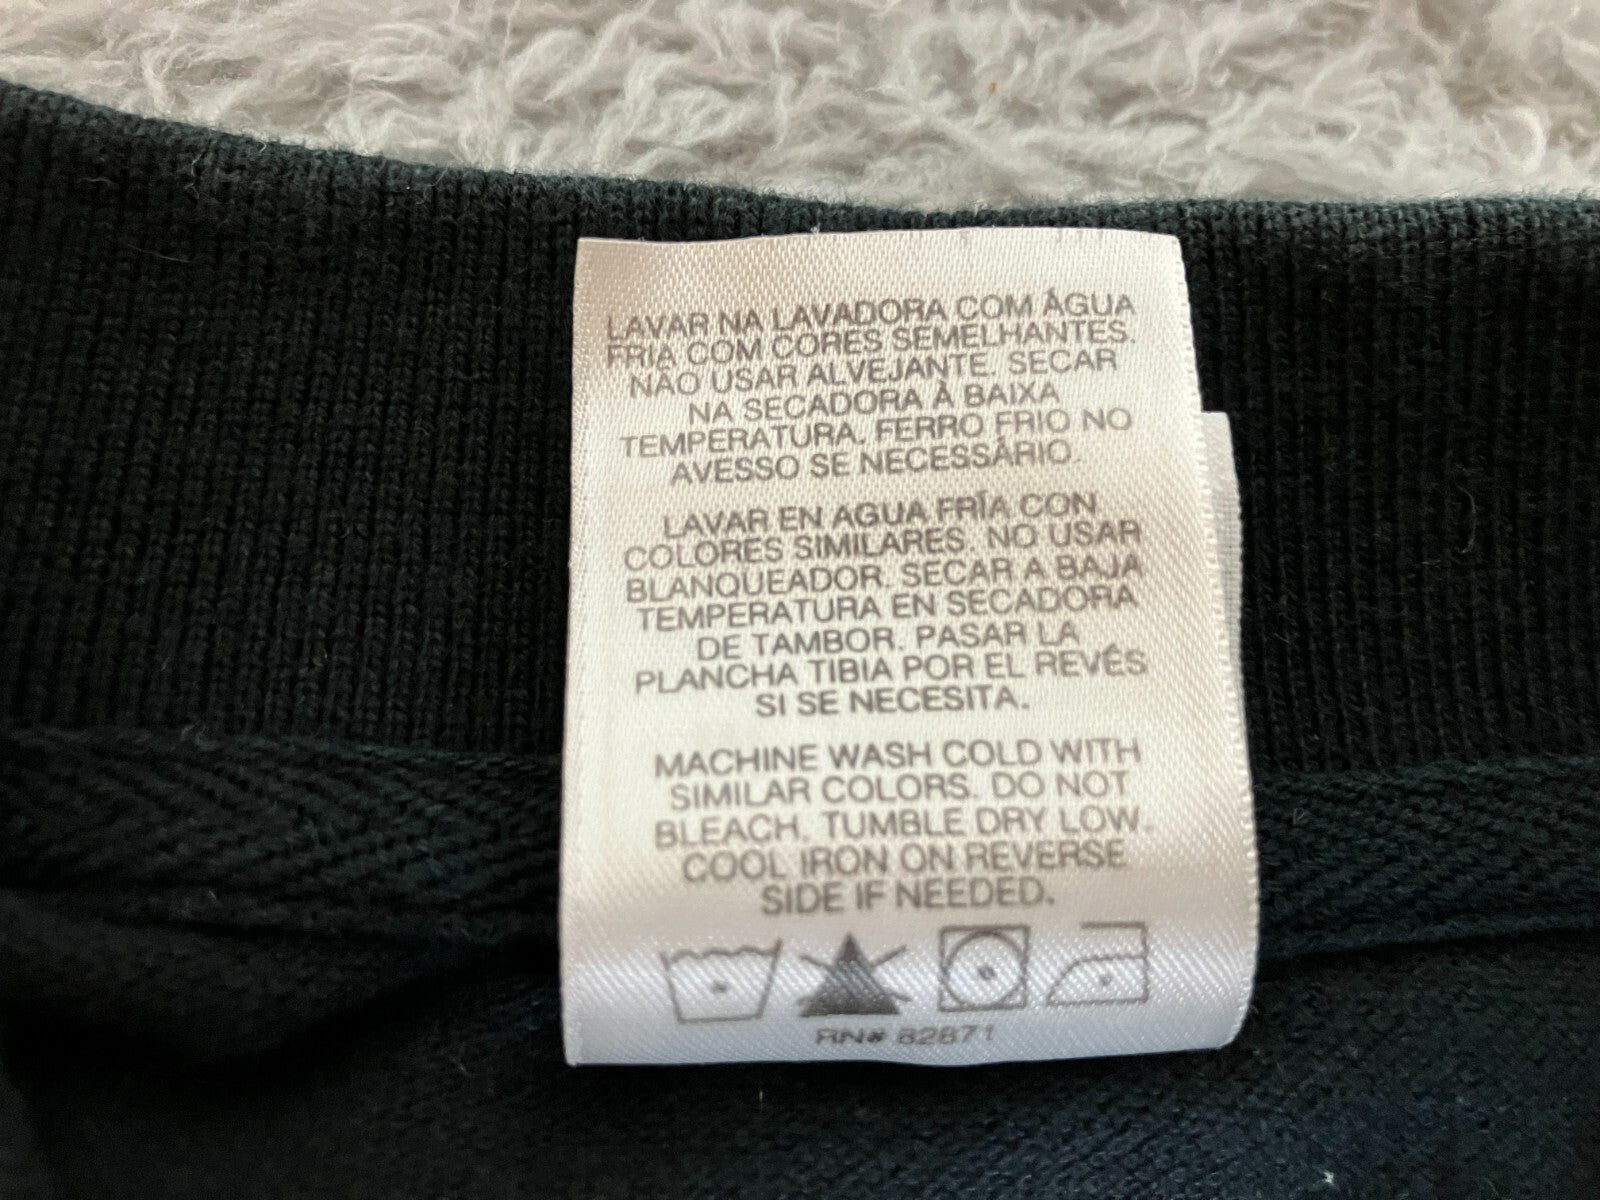 LAVAR NA LAVADORA COM ÁGUA
FRIA COM CORES SEMELHANTES.
NÃO USAR ALVEJANTE. SECAR
NA SECADORA À BAIXA
TEMPERATURA. FERRO FRIO NO
AVESSO SE NECESSÁRIO.
LAVAR EN AGUA FRÍA CON
COLORES SIMILARES. NO USAR
BLANQUEADOR. SECAR A BAJA
TEMPERATURA EN SECADORA
DE TAMBOR. PASAR LA
PLANCHA TIBIA POR EL REVÉS
SI SE NECESITA.
MACHINE WASH COLD WITH
SIMILAR COLORS. DO NOT
BLEACH. TUMBLE DRY LOW.
COOL IRON ON REVERSE
SIDE IF NEEDED.
RN# 82871